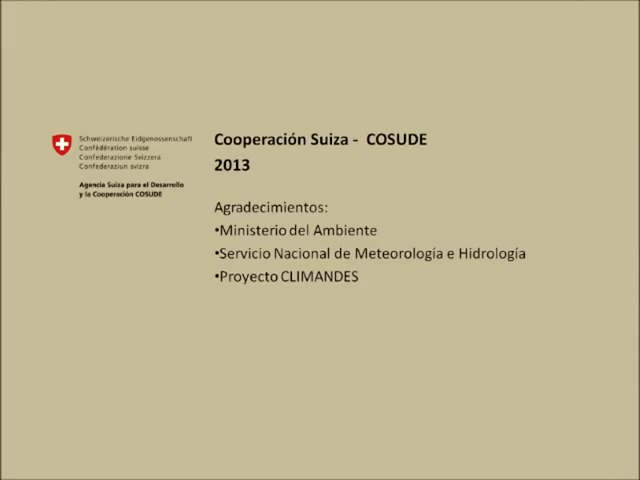 Schweizerische Eidgenossenschaft
Confédération suisse
Confederazione Svizzera
Confederaziun svizra
Agencia Suiza para el Desarrollo
y la Cooperación COSUDE
Cooperación Suiza - COSUDE
2013
Agradecimientos:
•Ministerio del Ambiente
•Servicio Nacional de Meteorología e Hidrología
•Proyecto CLIMANDES